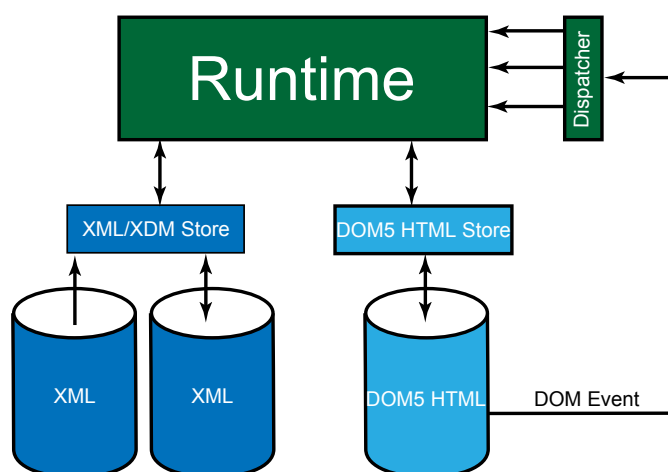 Runtime
Dispatcher
XML/XDM Store
DOM5 HTML Store
XML
XML
DOM5 HTML
DOM Event